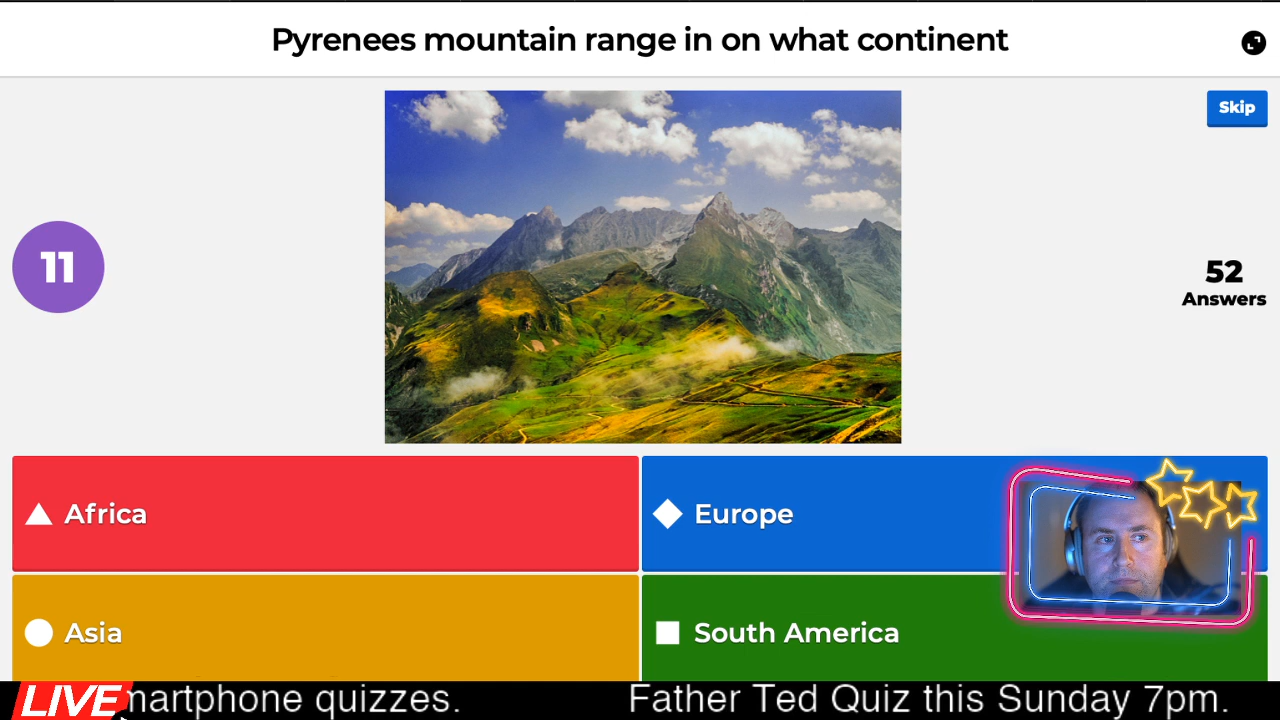 Pyrenees mountain range in on what continent
Skip
11
52
Answers
Africa
Europe
Asia
South America
LIVE
martphone quizzes.
Father Ted Quiz this Sunday 7pm.